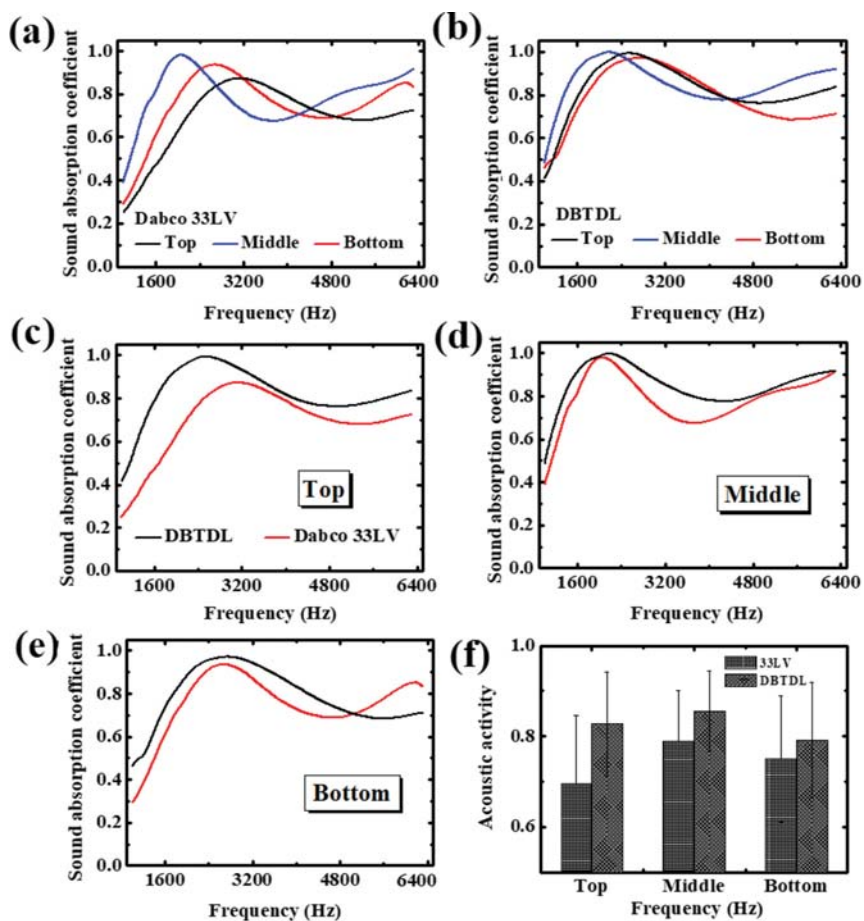 (a)
Sound absorption coefficient
1.0
0.8
0.6
0.4
0.2
0.0
Dabco 33LV
Top Middle Bottom
1600 3200 4800 6400
Frequency (Hz)
(b)
Sound absorption coefficient
1.0
0.8
0.6
0.4
0.2
0.0
DBTDL
Top Middle Bottom
1600 3200 4800 6400
Frequency (Hz)
(c)
Sound absorption coefficient
1.0
0.8
0.6
0.4
0.2
0.0
Top
DBTDL Dabco 33LV
1600 3200 4800 6400
Frequency (Hz)
(d)
Sound absorption coefficient
1.0
0.8
0.6
0.4
0.2
0.0
Middle
1600 3200 4800 6400
Frequency (Hz)
(e)
Sound absorption coefficient
1.0
0.8
0.6
0.4
0.2
0.0
Bottom
1600 3200 4800 6400
Frequency (Hz)
(f)
Acoustic activity
1.0
0.8
0.6
33LV
DBTDL
Top Middle Bottom
Frequency (Hz)